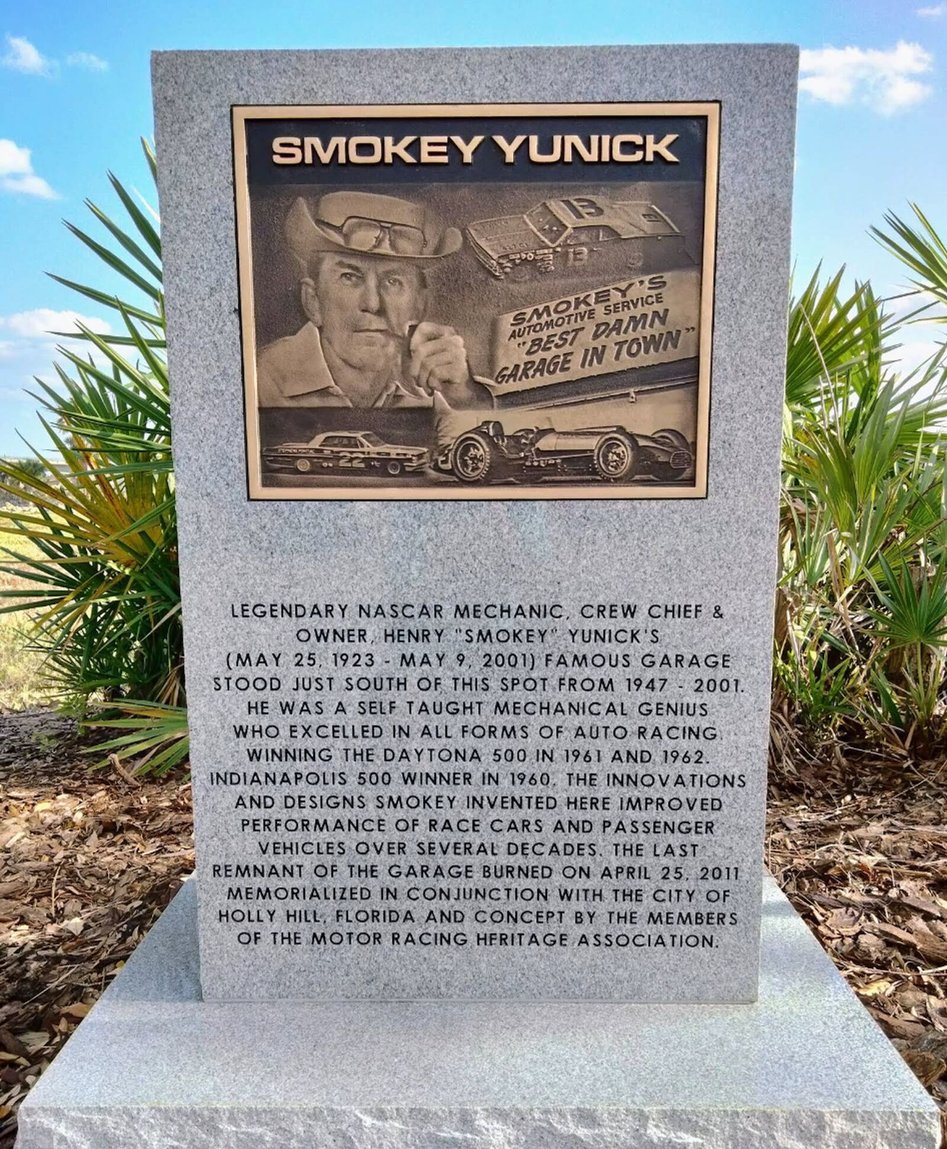 SMOKEY YUNICK
13
13
SMOKEY'S
AUTOMOTIVE SERVICE
"BEST DAMN
GARAGE IN TOWN"
22
LEGENDARY NASCAR MECHANIC, CREW CHIEF &
OWNER, HENRY "SMOKEY" YUNICK'S
(MAY 25, 1923 - MAY 9, 2001) FAMOUS GARAGE
STOOD JUST SOUTH OF THIS SPOT FROM 1947 - 2001.
HE WAS A SELF TAUGHT MECHANICAL GENIUS
WHO EXCELLED IN ALL FORMS OF AUTO RACING.
WINNING THE DAYTONA 500 IN 1961 AND 1962.
INDIANAPOLIS 500 WINNER IN 1960. THE INNOVATIONS
AND DESIGNS SMOKEY INVENTED HERE IMPROVED
PERFORMANCE OF RACE CARS AND PASSENGER
VEHICLES OVER SEVERAL DECADES. THE LAST
REMNANT OF THE GARAGE BURNED ON APRIL 25, 2011
MEMORIALIZED IN CONJUNCTION WITH THE CITY OF
HOLLY HILL, FLORIDA AND CONCEPT BY THE MEMBERS
OF THE MOTOR RACING HERITAGE ASSOCIATION.